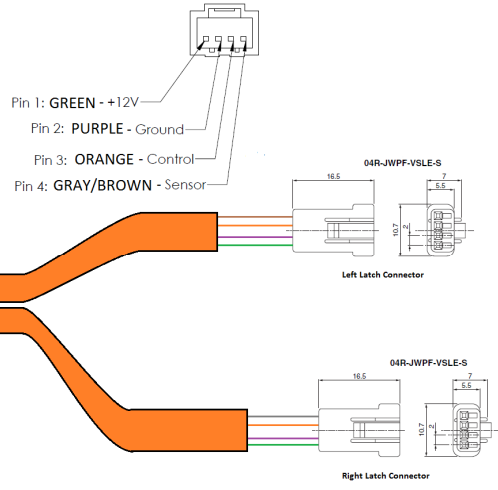 Pin 1: GREEN - +12V
Pin 2: PURPLE - Ground
Pin 3: ORANGE - Control
Pin 4: GRAY/BROWN - Sensor
04R-JWPF-VSLE-S
16.5
7
5.5
10.7
2
Left Latch Connector
04R-JWPF-VSLE-S
16.5
7
5.5
10.7
2
Right Latch Connector